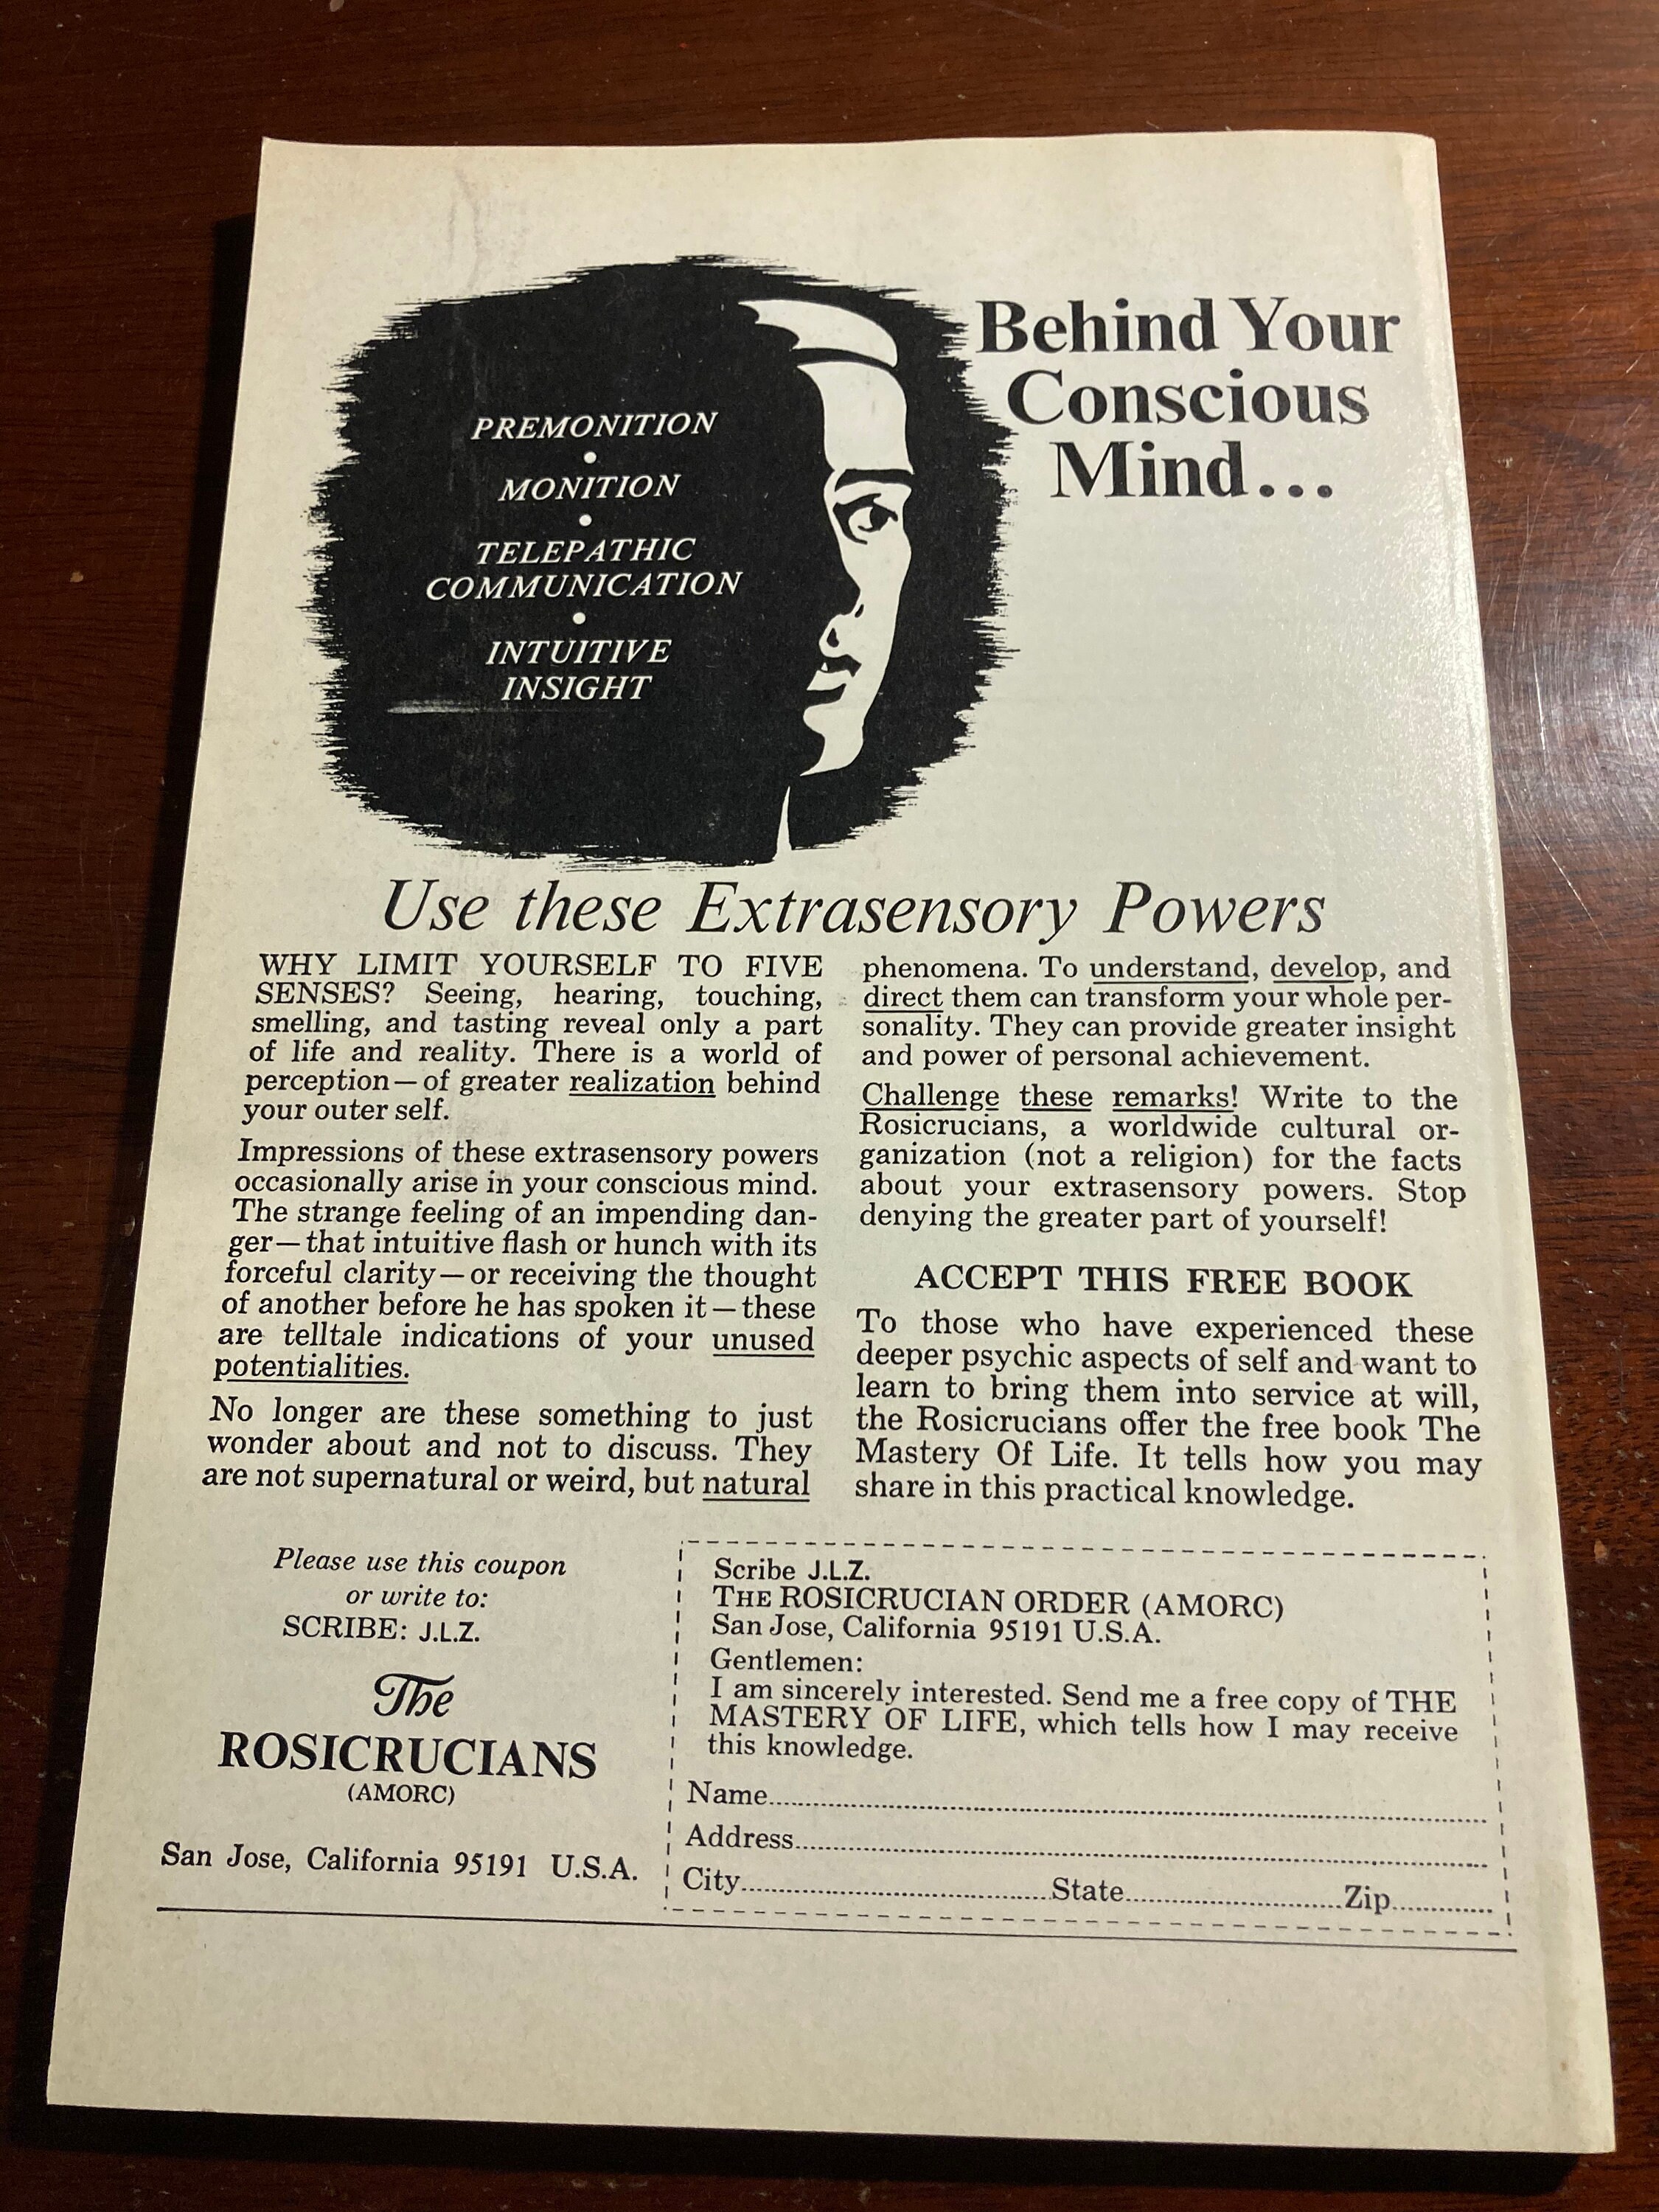 Behind Your
Conscious
Mind...
PREMONITION
•
MONITION
•
TELEPATHIC
COMMUNICATION
•
INTUITIVE
INSIGHT
Use these Extrasensory Powers
WHY LIMIT YOURSELF TO FIVE
SENSES? Seeing, hearing, touching,
smelling, and tasting reveal only a part
of life and reality. There is a world of
perception—of greater realization behind
your outer self.
Impressions of these extrasensory powers
occasionally arise in your conscious mind.
The strange feeling of an impending dan-
ger—that intuitive flash or hunch with its
forceful clarity—or receiving the thought
of another before he has spoken it—these
are telltale indications of your unused
potentialities.
No longer are these something to just
wonder about and not to discuss. They
are not supernatural or weird, but natural
phenomena. To understand, develop, and
direct them can transform your whole per-
sonality. They can provide greater insight
and power of personal achievement.
Challenge these remarks! Write to the
Rosicrucians, a worldwide cultural or-
ganization (not a religion) for the facts
about your extrasensory powers. Stop
denying the greater part of yourself!
ACCEPT THIS FREE BOOK
To those who have experienced these
deeper psychic aspects of self and want to
learn to bring them into service at will,
the Rosicrucians offer the free book The
Mastery Of Life. It tells how you may
share in this practical knowledge.
Please use this coupon
or write to:
SCRIBE: J.L.Z.
The
ROSICRUCIANS
(AMORC)
San Jose, California 95191 U.S.A.
Scribe J.L.Z.
THE ROSICRUCIAN ORDER (AMORC)
San Jose, California 95191 U.S.A.
Gentlemen:
I am sincerely interested. Send me a free copy of THE
MASTERY OF LIFE, which tells how I may receive
this knowledge.
Name
Address
City State Zip